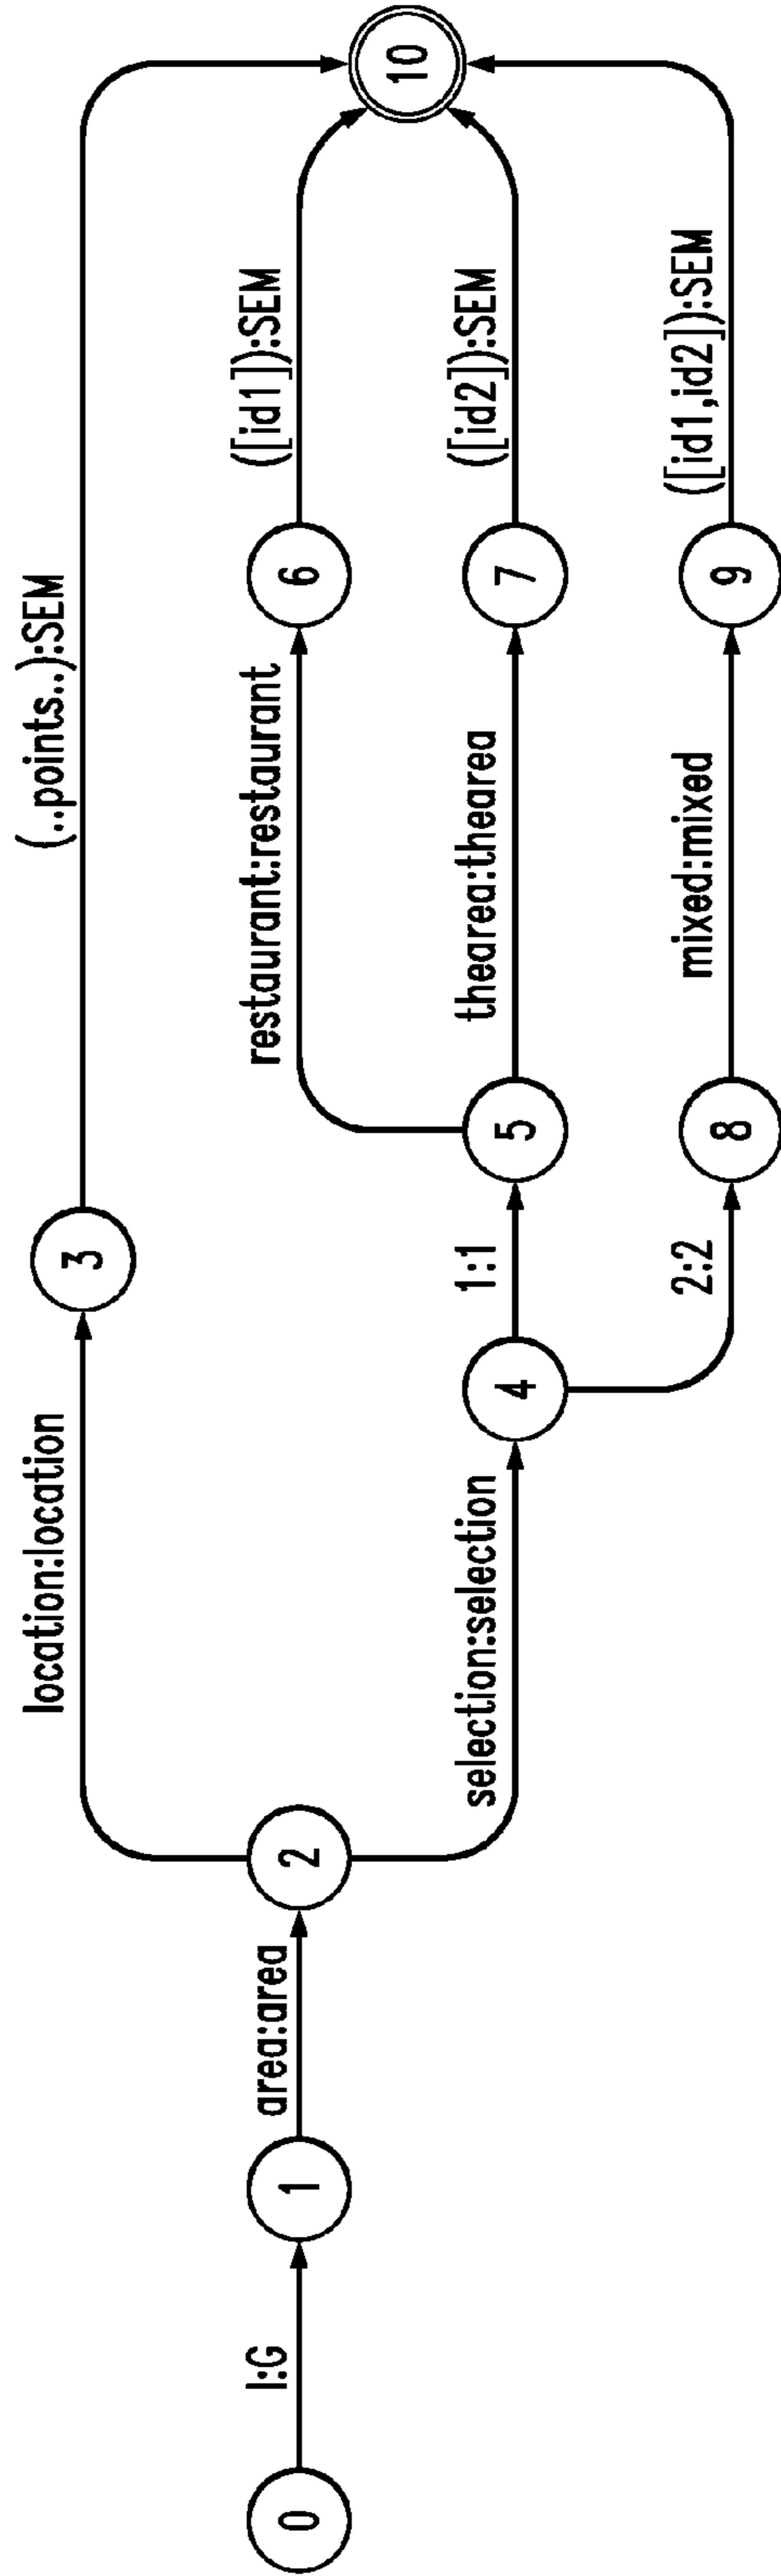 0
I:G
1
area:area
2
location:location
3
(..points..):SEM
selection:selection
4
1:1
5
restaurant:restaurant
6
([id1]):SEM
thearea:thearea
7
([id2]):SEM
2:2
8
mixed:mixed
9
([id1,id2]):SEM
10